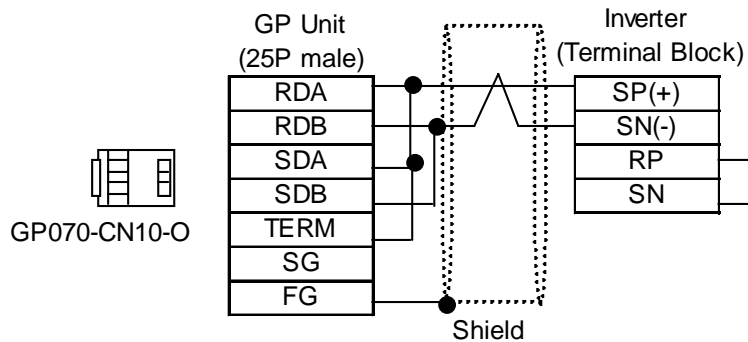 GP Unit
(25P male)
Inverter
(Terminal Block)
RDA
SP(+)
RDB
SN(-)
SDA
RP
SDB
SN
TERM
SG
FG
GP070-CN10-O
Shield